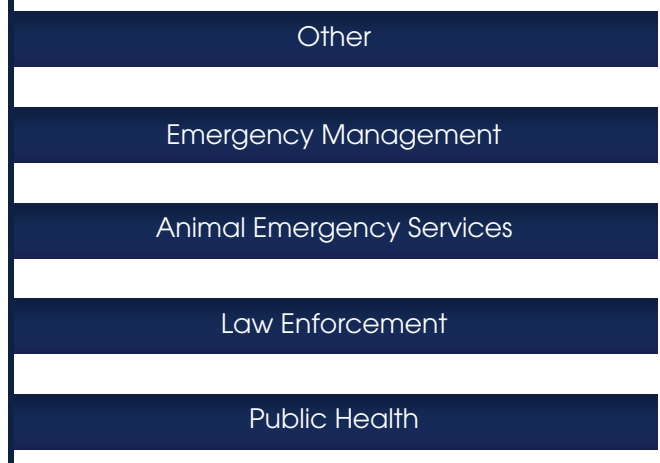 Other
Emergency Management
Animal Emergency Services
Law Enforcement
Public Health